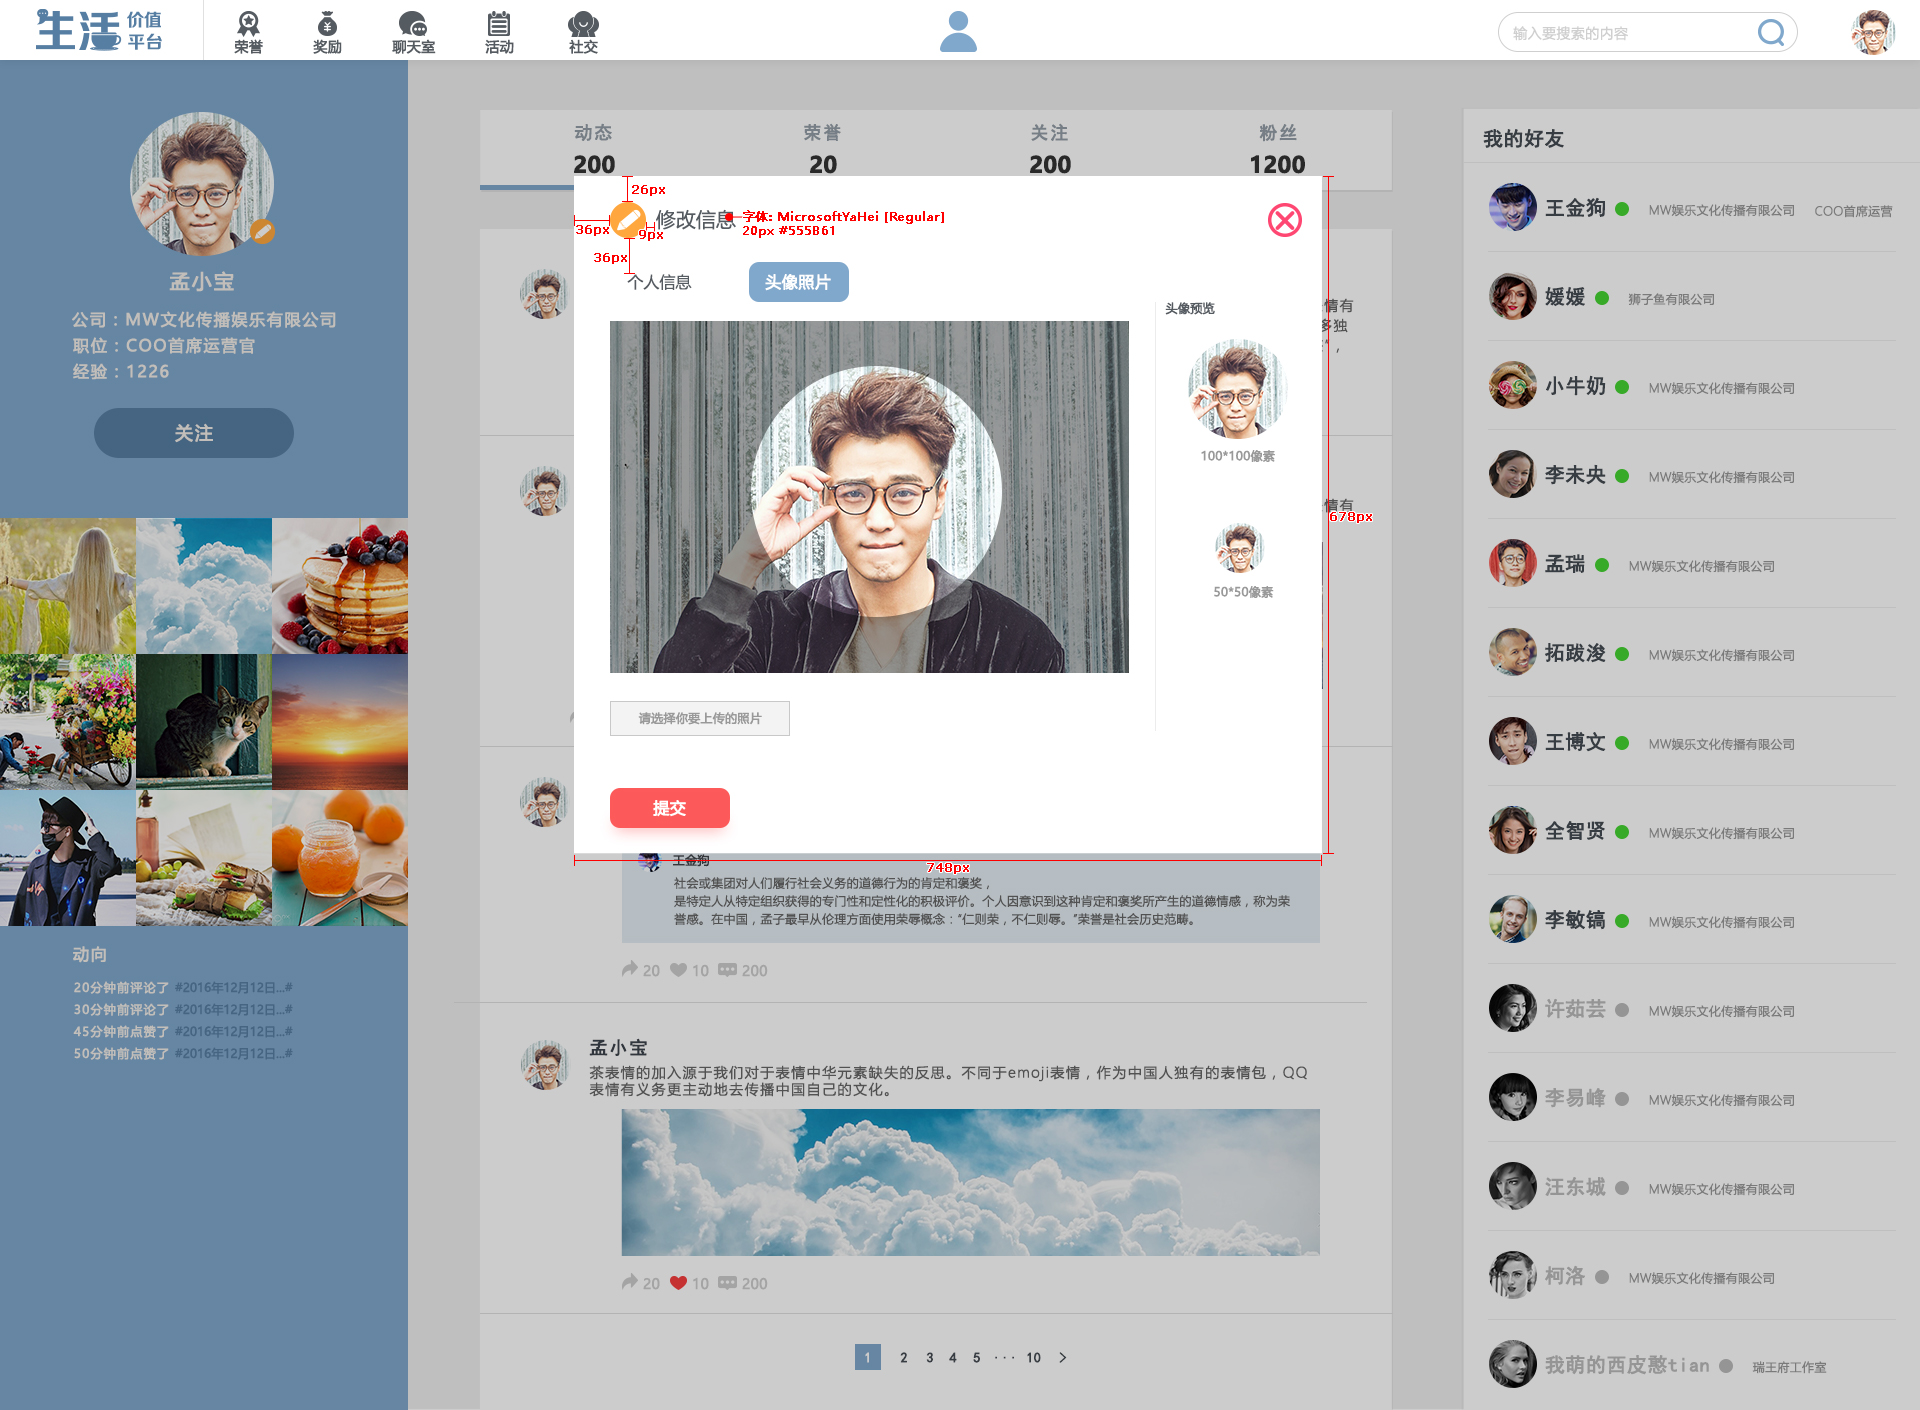 生活 价值平台
荣誉 奖励 聊天室 活动 社交
输入要搜索的内容
孟小宝
公司：MW文化传播娱乐有限公司
职位：COO首席运营官
经验：1226
关注
动向
20分钟前评论了 #2016年12月12日...#
30分钟前评论了 #2016年12月12日...#
45分钟前点赞了 #2016年12月12日...#
50分钟前点赞了 #2016年12月12日...#
动态 荣誉 关注 粉丝
200 20 200 1200
26px
修改信息
字体: MicrosoftYaHei [Regular]
20px #555B61
36px
9px
36px
个人信息 头像照片
头像预览
100*100像素
50*50像素
请选择你要上传的照片
提交
678px
748px
情有
多独
情有
王金狗
社会或集团对人们履行社会义务的道德行为的肯定和褒奖，
是特定人从特定组织获得的专门性和定性化的积极评价。个人因意识到这种肯定和褒奖所产生的道德情感，称为荣
誉感。在中国，孟子最早从伦理方面使用荣辱概念：“仁则荣，不仁则辱。”荣誉是社会历史范畴。
20 10 200
孟小宝
茶表情的加入源于我们对于表情中华元素缺失的反思。不同于emoji表情，作为中国人独有的表情包，QQ
表情有义务更主动地去传播中国自己的文化。
20 10 200
1 2 3 4 5 ··· 10 >
我的好友
王金狗 MW娱乐文化传播有限公司 COO首席运营
媛媛 狮子鱼有限公司
小牛奶 MW娱乐文化传播有限公司
李未央 MW娱乐文化传播有限公司
孟瑞 MW娱乐文化传播有限公司
拓跋浚 MW娱乐文化传播有限公司
王博文 MW娱乐文化传播有限公司
全智贤 MW娱乐文化传播有限公司
李敏镐 MW娱乐文化传播有限公司
许茹芸 MW娱乐文化传播有限公司
李易峰 MW娱乐文化传播有限公司
汪东城 MW娱乐文化传播有限公司
柯洛 MW娱乐文化传播有限公司
我萌的西皮憨tian 瑞王府工作室